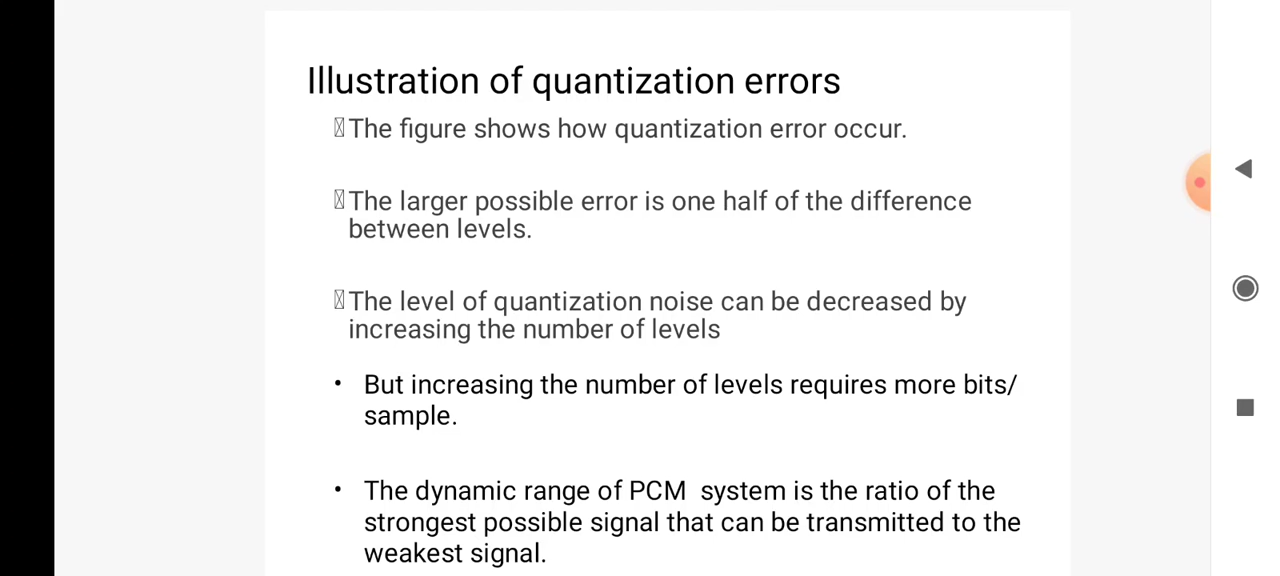 Illustration of quantization errors
The figure shows how quantization error occur.
The larger possible error is one half of the difference
between levels.
The level of quantization noise can be decreased by
increasing the number of levels
• But increasing the number of levels requires more bits/
sample.
• The dynamic range of PCM system is the ratio of the
strongest possible signal that can be transmitted to the
weakest signal.